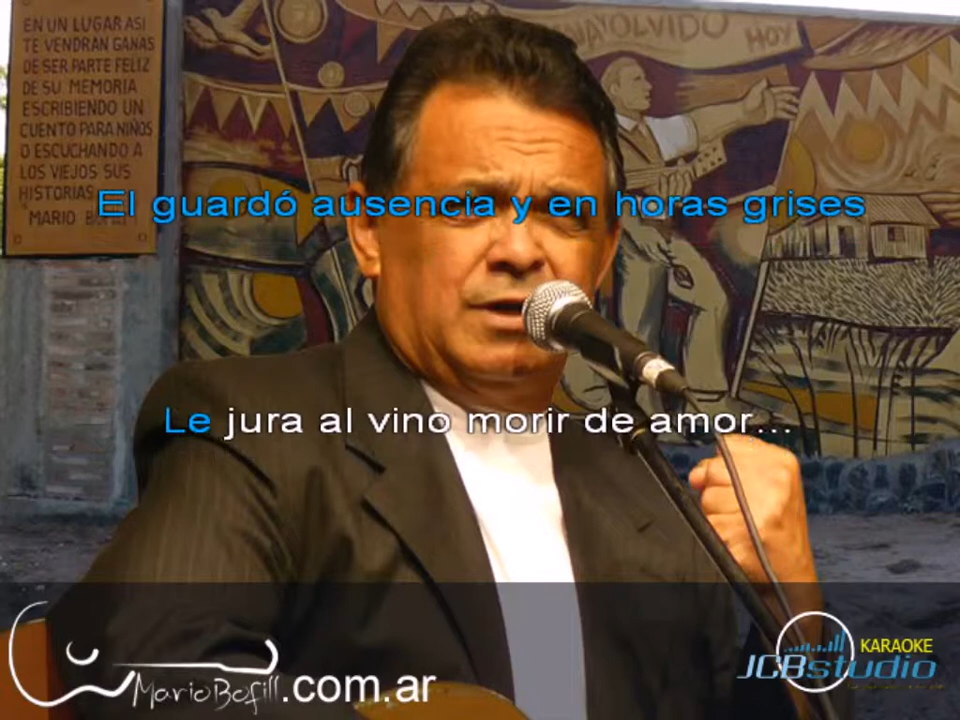 EN UN LUGAR ASI
TE VENDRAN GANAS
DE SER PARTE FELIZ
DE SU MEMORIA
ESCRIBIENDO UN
CUENTO PARA NIÑOS
O ESCUCHANDO A
LOS VIEJOS SUS
HISTORIAS
MARIO
OLVIDO
HOY
El guardó ausencia y en horas grises
Le jura al vino morir de amor...
MarioBofill.com.ar
KARAOKE
JCBstudio